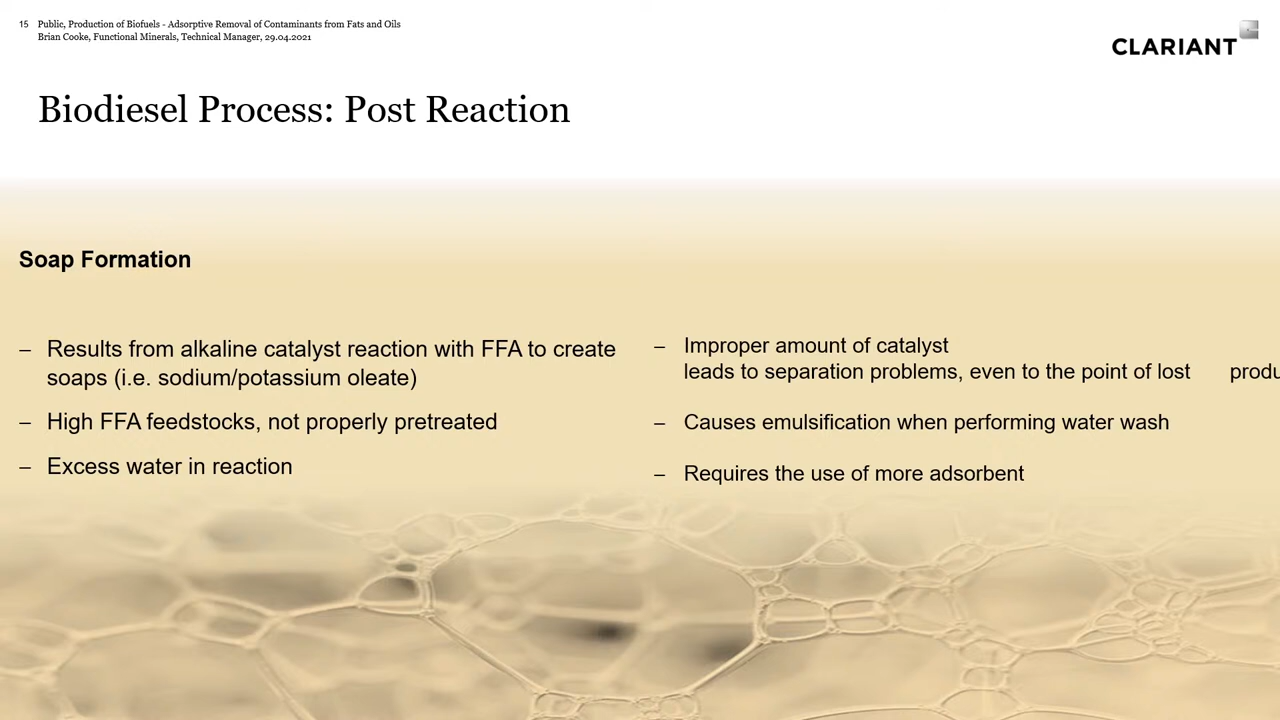 15 Public, Production of Biofuels - Adsorptive Removal of Contaminants from Fats and Oils
Brian Cooke, Functional Minerals, Technical Manager, 29.04.2021
CLARIANT
Biodiesel Process: Post Reaction
Soap Formation
– Results from alkaline catalyst reaction with FFA to create
soaps (i.e. sodium/potassium oleate)
– High FFA feedstocks, not properly pretreated
– Excess water in reaction
– Improper amount of catalyst
leads to separation problems, even to the point of lost
– Causes emulsification when performing water wash
– Requires the use of more adsorbent